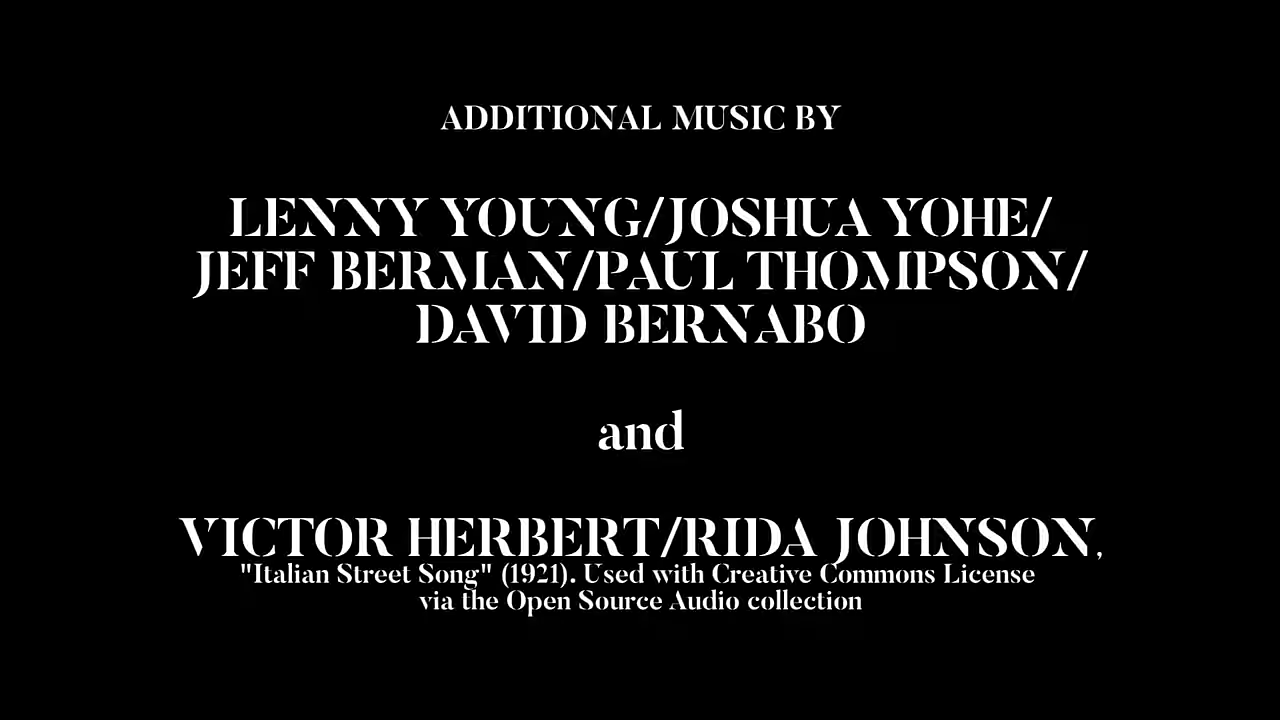 ADDITIONAL MUSIC BY
LENNY YOUNG/JOSHUA YOHE/
JEFF BERMAN/PAUL THOMPSON/
DAVID BERNABO
and
VICTOR HERBERT/RIDA JOHNSON,
"Italian Street Song" (1921). Used with Creative Commons License
via the Open Source Audio collection